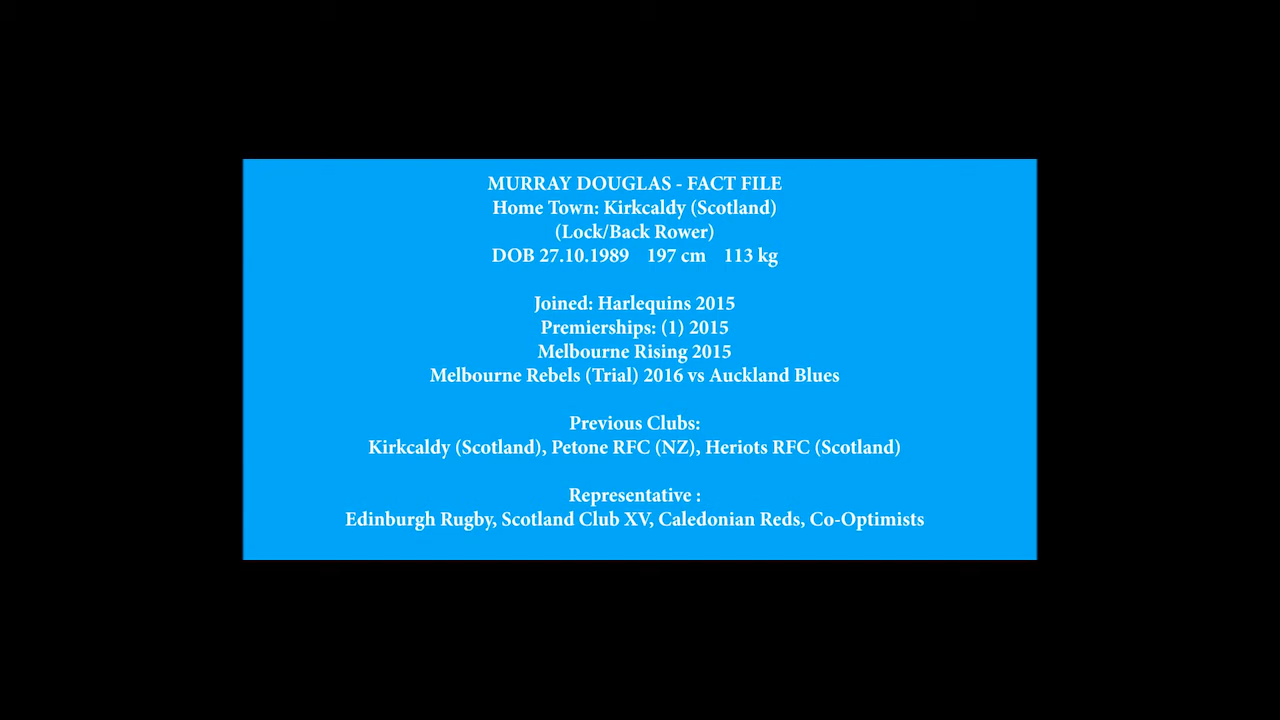 MURRAY DOUGLAS - FACT FILE
Home Town: Kirkcaldy (Scotland)
(Lock/Back Rower)
DOB 27.10.1989 197 cm 113 kg
Joined: Harlequins 2015
Premierships: (1) 2015
Melbourne Rising 2015
Melbourne Rebels (Trial) 2016 vs Auckland Blues
Previous Clubs:
Kirkcaldy (Scotland), Petone RFC (NZ), Heriots RFC (Scotland)
Representative :
Edinburgh Rugby, Scotland Club XV, Caledonian Reds, Co-Optimists